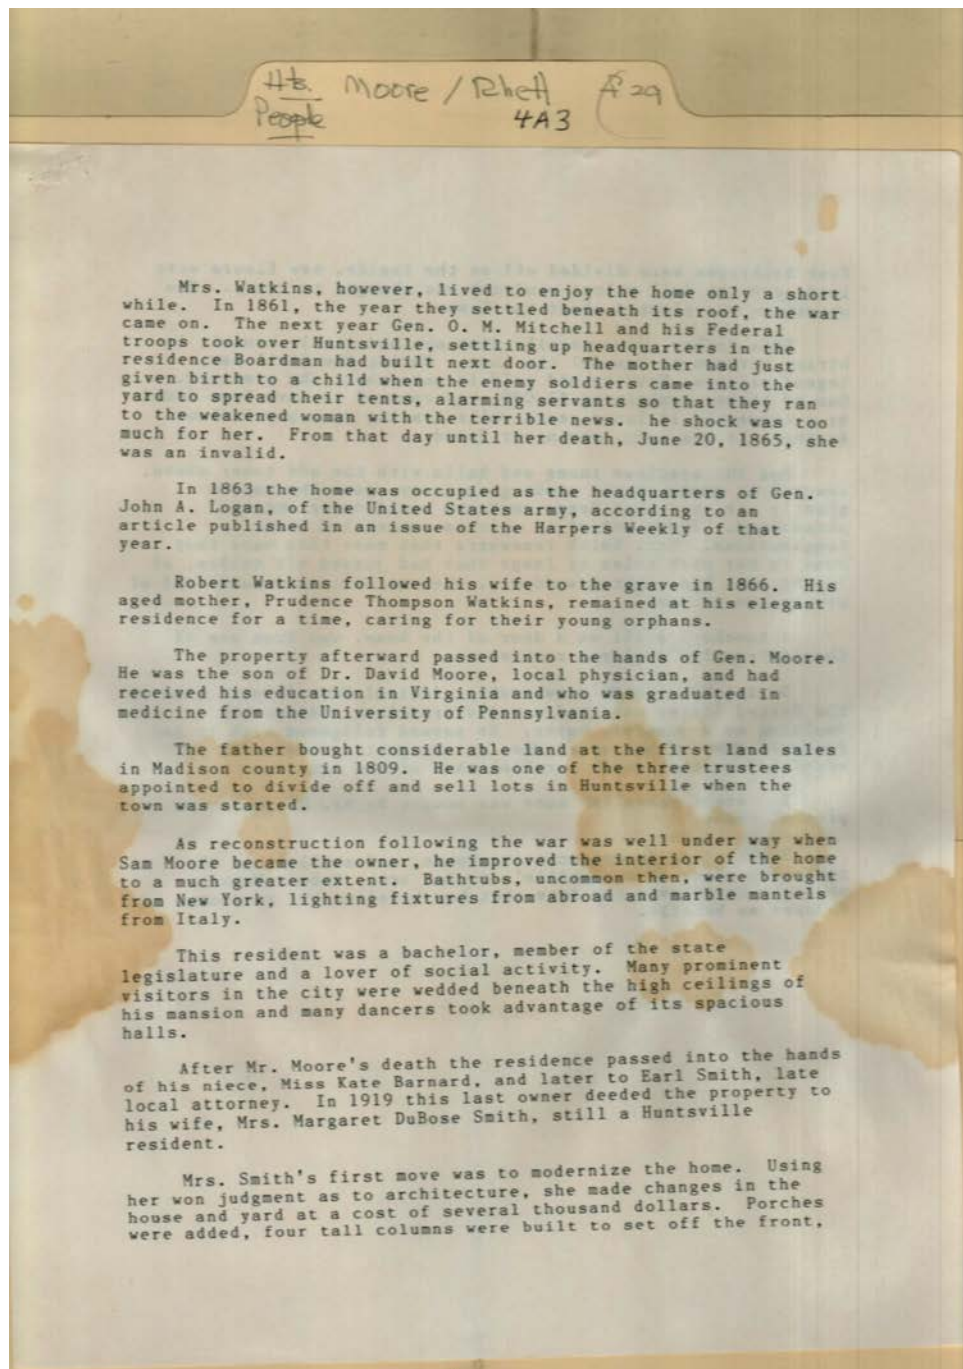 Hts. Moore / Rhett A 29
People 4A3
Mrs. Watkins, however, lived to enjoy the home only a short
while. In 1861, the year they settled beneath its roof, the war
came on. The next year Gen. O. M. Mitchell and his Federal
troops took over Huntsville, settling up headquarters in the
residence Boardman had built next door. The mother had just
given birth to a child when the enemy soldiers came into the
yard to spread their tents, alarming servants so that they ran
to the weakened woman with the terrible news. he shock was too
much for her. From that day until her death, June 20, 1865, she
was an invalid.
In 1863 the home was occupied as the headquarters of Gen.
John A. Logan, of the United States army, according to an
article published in an issue of the Harpers Weekly of that
year.
Robert Watkins followed his wife to the grave in 1866. His
aged mother, Prudence Thompson Watkins, remained at his elegant
residence for a time, caring for their young orphans.
The property afterward passed into the hands of Gen. Moore.
He was the son of Dr. David Moore, local physician, and had
received his education in Virginia and who was graduated in
medicine from the University of Pennsylvania.
The father bought considerable land at the first land sales
in Madison county in 1809. He was one of the three trustees
appointed to divide off and sell lots in Huntsville when the
town was started.
As reconstruction following the war was well under way when
Sam Moore became the owner, he improved the interior of the home
to a much greater extent. Bathtubs, uncommon then, were brought
from New York, lighting fixtures from abroad and marble mantels
from Italy.
This resident was a bachelor, member of the state
legislature and a lover of social activity. Many prominent
visitors in the city were wedded beneath the high ceilings of
his mansion and many dancers took advantage of its spacious
halls.
After Mr. Moore's death the residence passed into the hands
of his niece, Miss Kate Barnard, and later to Earl Smith, late
local attorney. In 1919 this last owner deeded the property to
his wife, Mrs. Margaret DuBose Smith, still a Huntsville
resident.
Mrs. Smith's first move was to modernize the home. Using
her won judgment as to architecture, she made changes in the
house and yard at a cost of several thousand dollars. Porches
were added, four tall columns were built to set off the front,